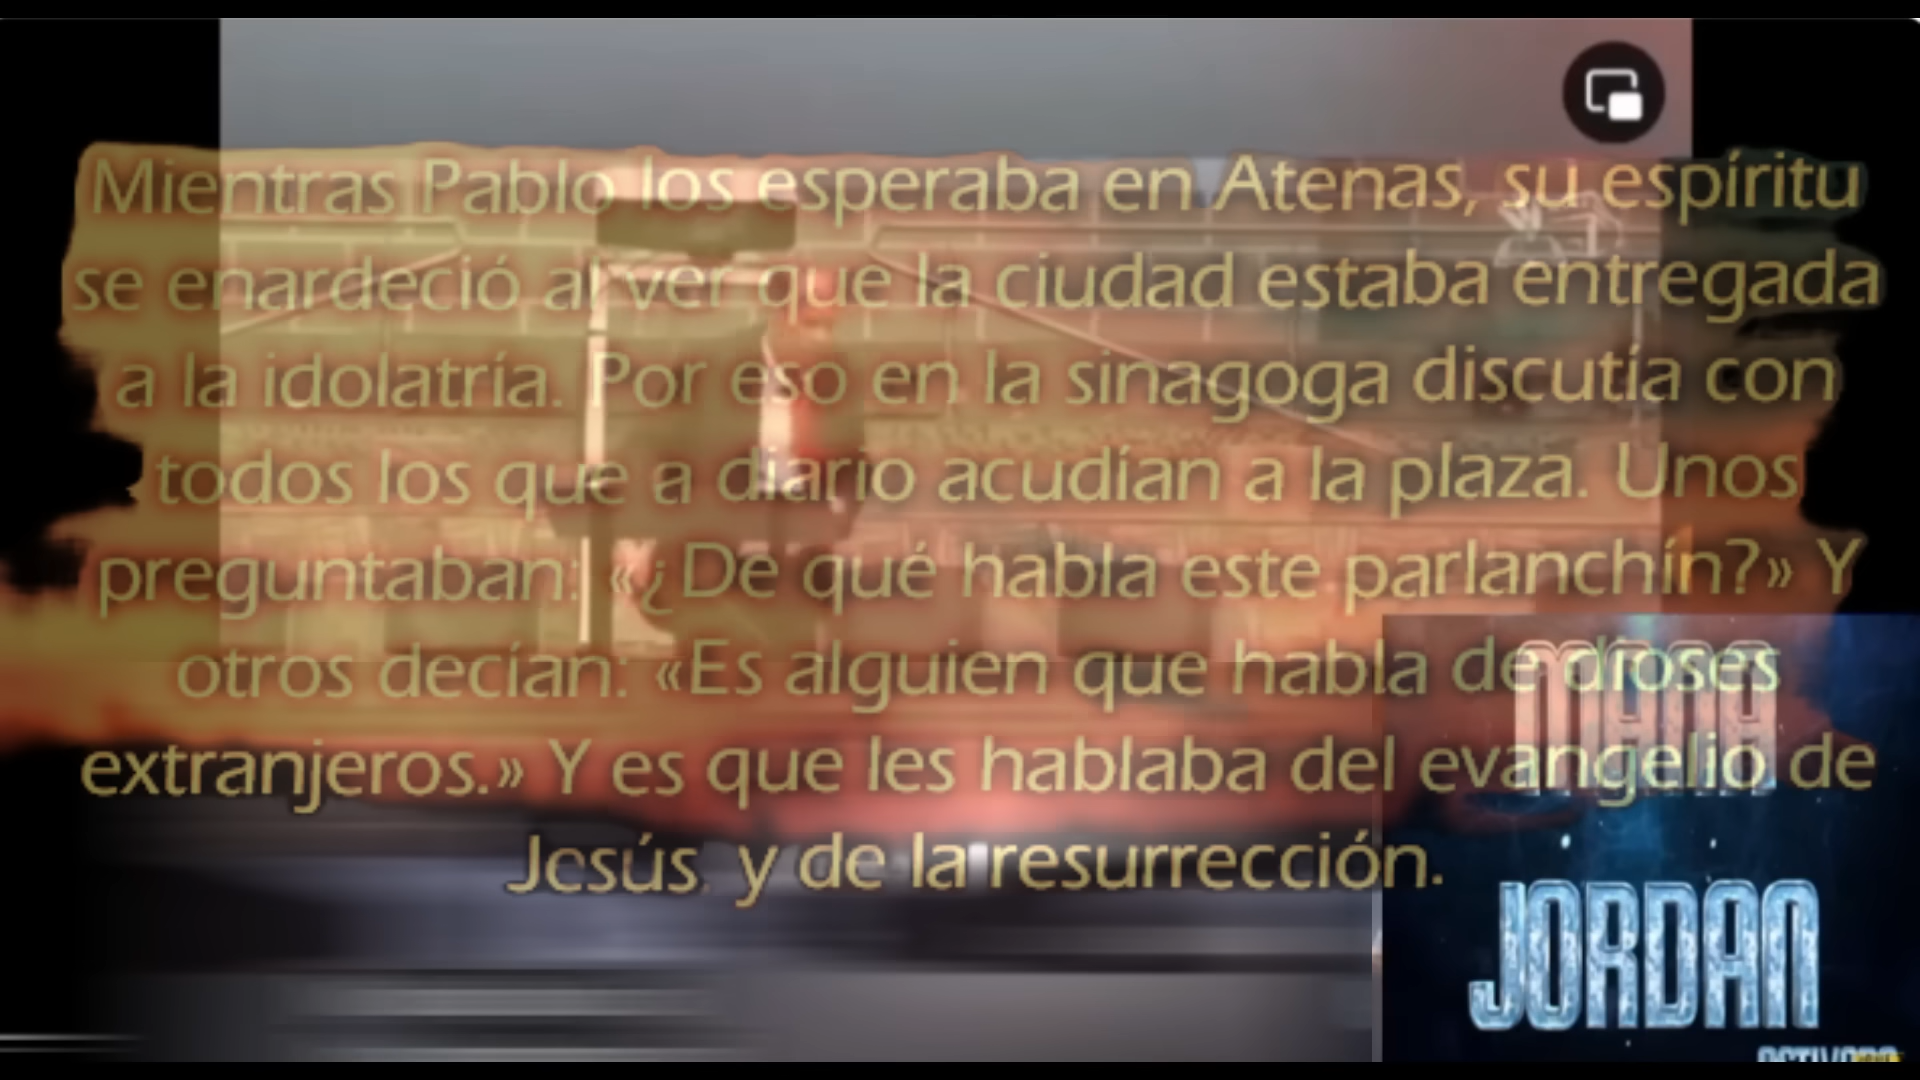 Mientras Pablo los esperaba en Atenas, su espíritu
se enardeció al ver que la ciudad estaba entregada
a la idolatría. Por eso en la sinagoga discutía con
todos los que a diario acudían a la plaza. Unos
preguntaban: «¿De qué habla este parlanchín?» Y
otros decían: «Es alguien que habla de dioses
extranjeros.» Y es que les hablaba del evangelio de
Jesús, y de la resurrección.
MANA
JORDAN